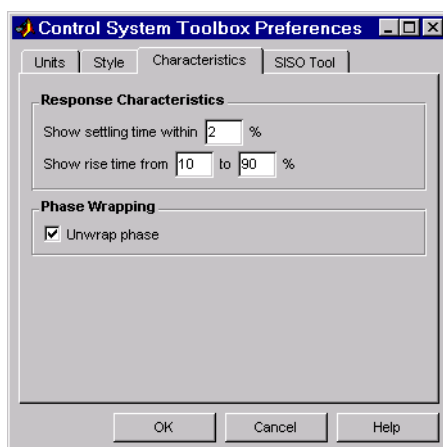 Control System Toolbox Preferences
Units Style Characteristics SISO Tool
Response Characteristics
Show settling time within 2 %
Show rise time from 10 to 90 %
Phase Wrapping
Unwrap phase
OK Cancel Help